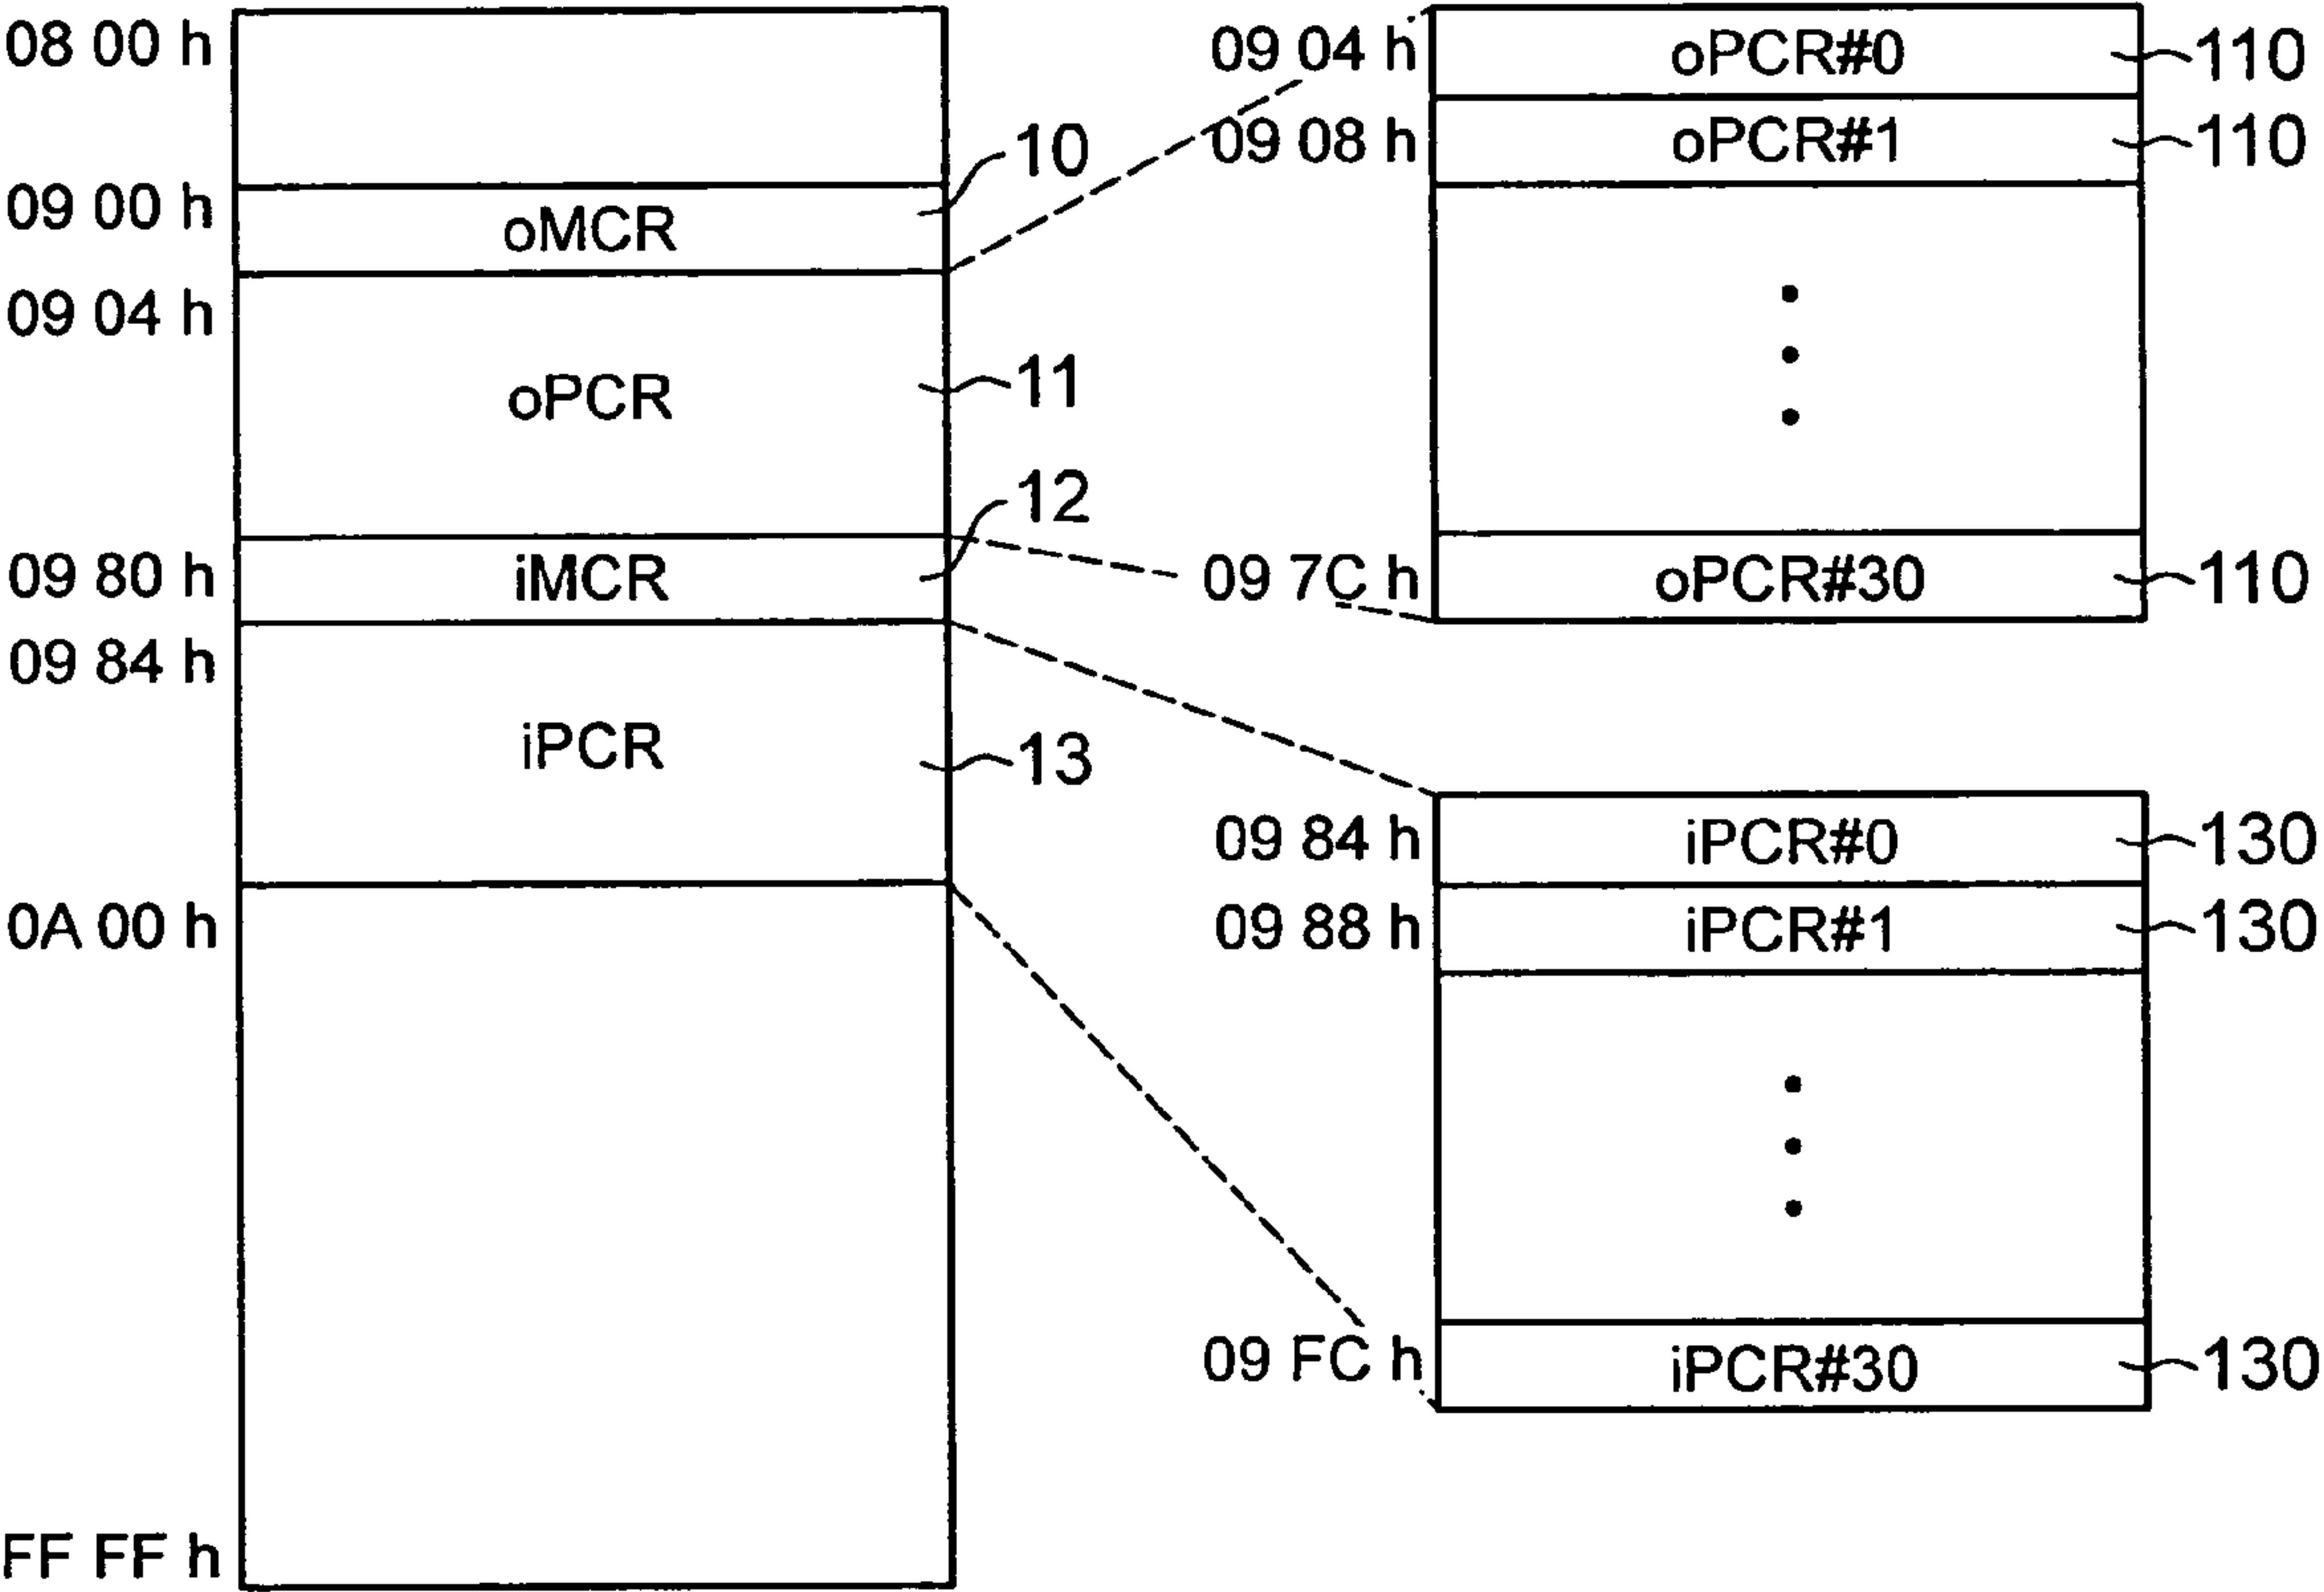 08 00 h
09 00 h
oMCR
10
09 04 h
oPCR
11
09 80 h
iMCR
12
09 84 h
iPCR
13
0A 00 h
FF FF h
09 04 h
oPCR#0
110
09 08 h
oPCR#1
110
09 7C h
oPCR#30
110
09 84 h
iPCR#0
130
09 88 h
iPCR#1
130
09 FC h
iPCR#30
130